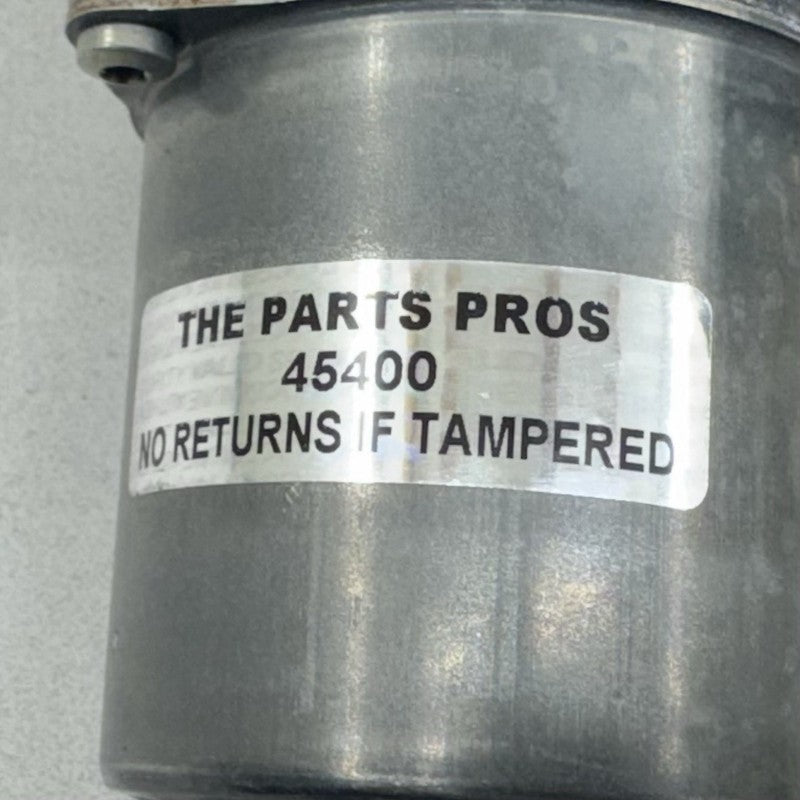 THE PARTS PROS
45400
NO RETURNS IF TAMPERED